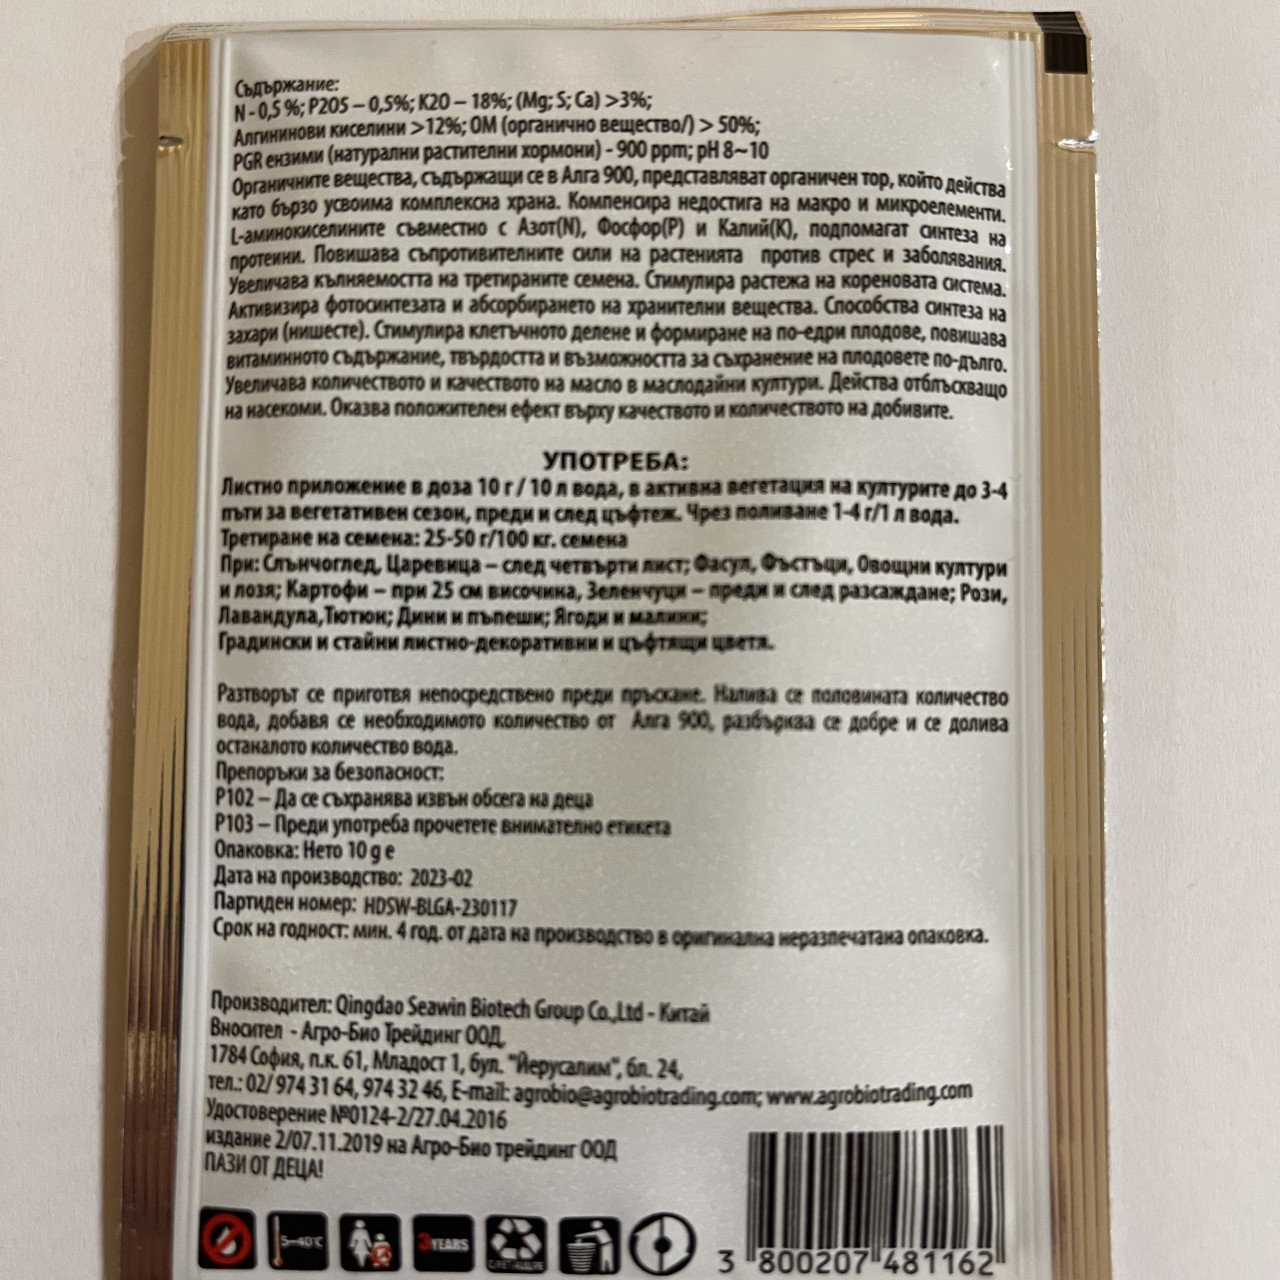 Съдържание:
N - 0,5 %; P2O5 – 0,5%; K2O – 18%; (Mg; S; Ca) >3%;
Алгининови киселини >12%; ОМ (органично вещество/) > 50%;
PGR ензими (натурални растителни хормони) - 900 ppm; pH 8~10
Органичните вещества, съдържащи се в Алга 900, представляват органичен тор, който действа
като бързо усвоима комплексна храна. Компенсира недостига на макро и микроелементи.
L-аминокиселините съвместно с Азот(N), Фосфор(P) и Калий(K), подпомагат синтеза на
протеини. Повишава съпротивителните сили на растенията против стрес и заболявания.
Увеличава кълняемостта на третираните семена. Стимулира растежа на кореновата система.
Активизира фотосинтезата и абсорбирането на хранителни вещества. Способства синтеза на
захари (нишесте). Стимулира клетъчното делене и формиране на по-едри плодове, повишава
витаминното съдържание, твърдостта и възможността за съхранение на плодовете по-дълго.
Увеличава количеството и качеството на масло в маслодайни култури. Действа отблъскващо
на насекоми. Оказва положителен ефект върху качеството и количеството на добивите.
УПОТРЕБА:
Листно приложение в доза 10 г / 10 л вода, в активна вегетация на културите до 3-4
пъти за вегетативен сезон, преди и след цъфтеж. Чрез поливане 1-4 г/1 л вода.
Третиране на семена: 25-50 г/100 кг. семена
При: Слънчоглед, Царевица – след четвърти лист; Фасул, Фъстъци, Овощни култури
и лозя; Картофи – при 25 см височина, Зеленчуци – преди и след разсаждане; Рози,
Лавандула,Тютюн; Дини и пъпеши; Ягоди и малини;
Градински и стайни листно-декоративни и цъфтящи цветя.
Разтворът се приготвя непосредствено преди пръскане. Налива се половината количество
вода, добавя се необходимото количество от Алга 900, разбърква се добре и се долива
останалото количество вода.
Препоръки за безопасност:
P102 – Да се съхранява извън обсега на деца
P103 – Преди употреба прочетете внимателно етикета
Опаковка: Нето 10 g e
Дата на производство: 2023-02
Партиден номер: HDSW-BLGA-230117
Срок на годност: мин. 4 год. от дата на производство в оригинална неразпечатана опаковка.
Производител: Qingdao Seawin Biotech Group Co.,Ltd - Китай
Вносител - Агро-Био Трейдинг ООД,
1784 София, п.к. 61, Младост 1, бул. "Йерусалим", бл. 24,
тел.: 02/ 974 31 64, 974 32 46, E-mail: agrobio@agrobiotrading.com; www.agrobiotrading.com
Удостоверение №0124-2/27.04.2016
издание 2/07.11.2019 на Агро-Био трейдинг ООД
ПАЗИ ОТ ДЕЦА!
5–40°C
3 YEARS
3 800207 481162